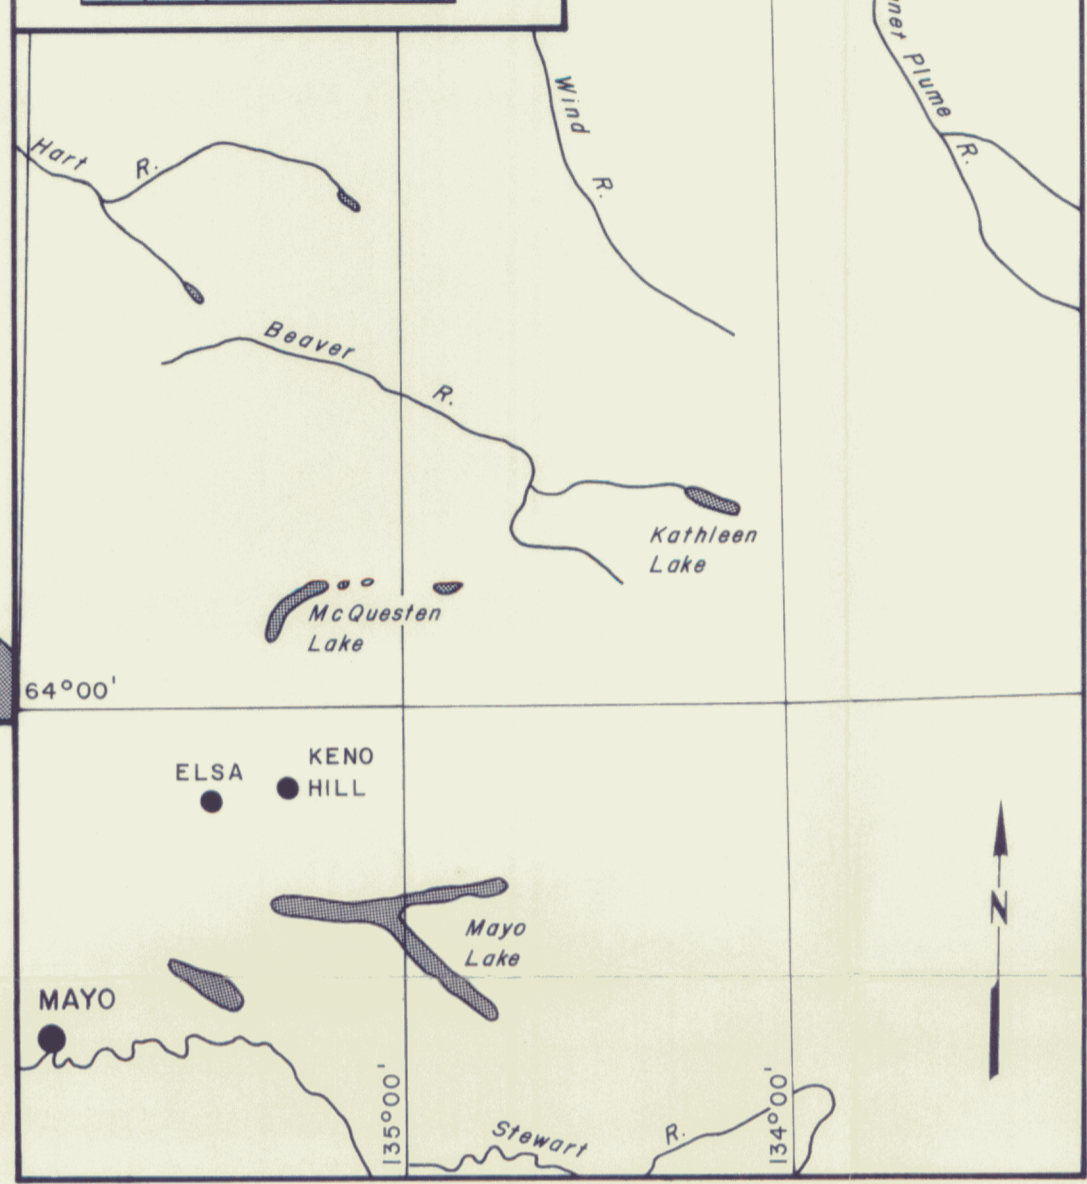 Wind
R.
Plume
R.
Hart
R.
Beaver
R.
Kathleen
Lake
McQuesten
Lake
64°00'
ELSA
KENO
HILL
Mayo
Lake
N
MAYO
135°00'
Stewart
R.
134°00'